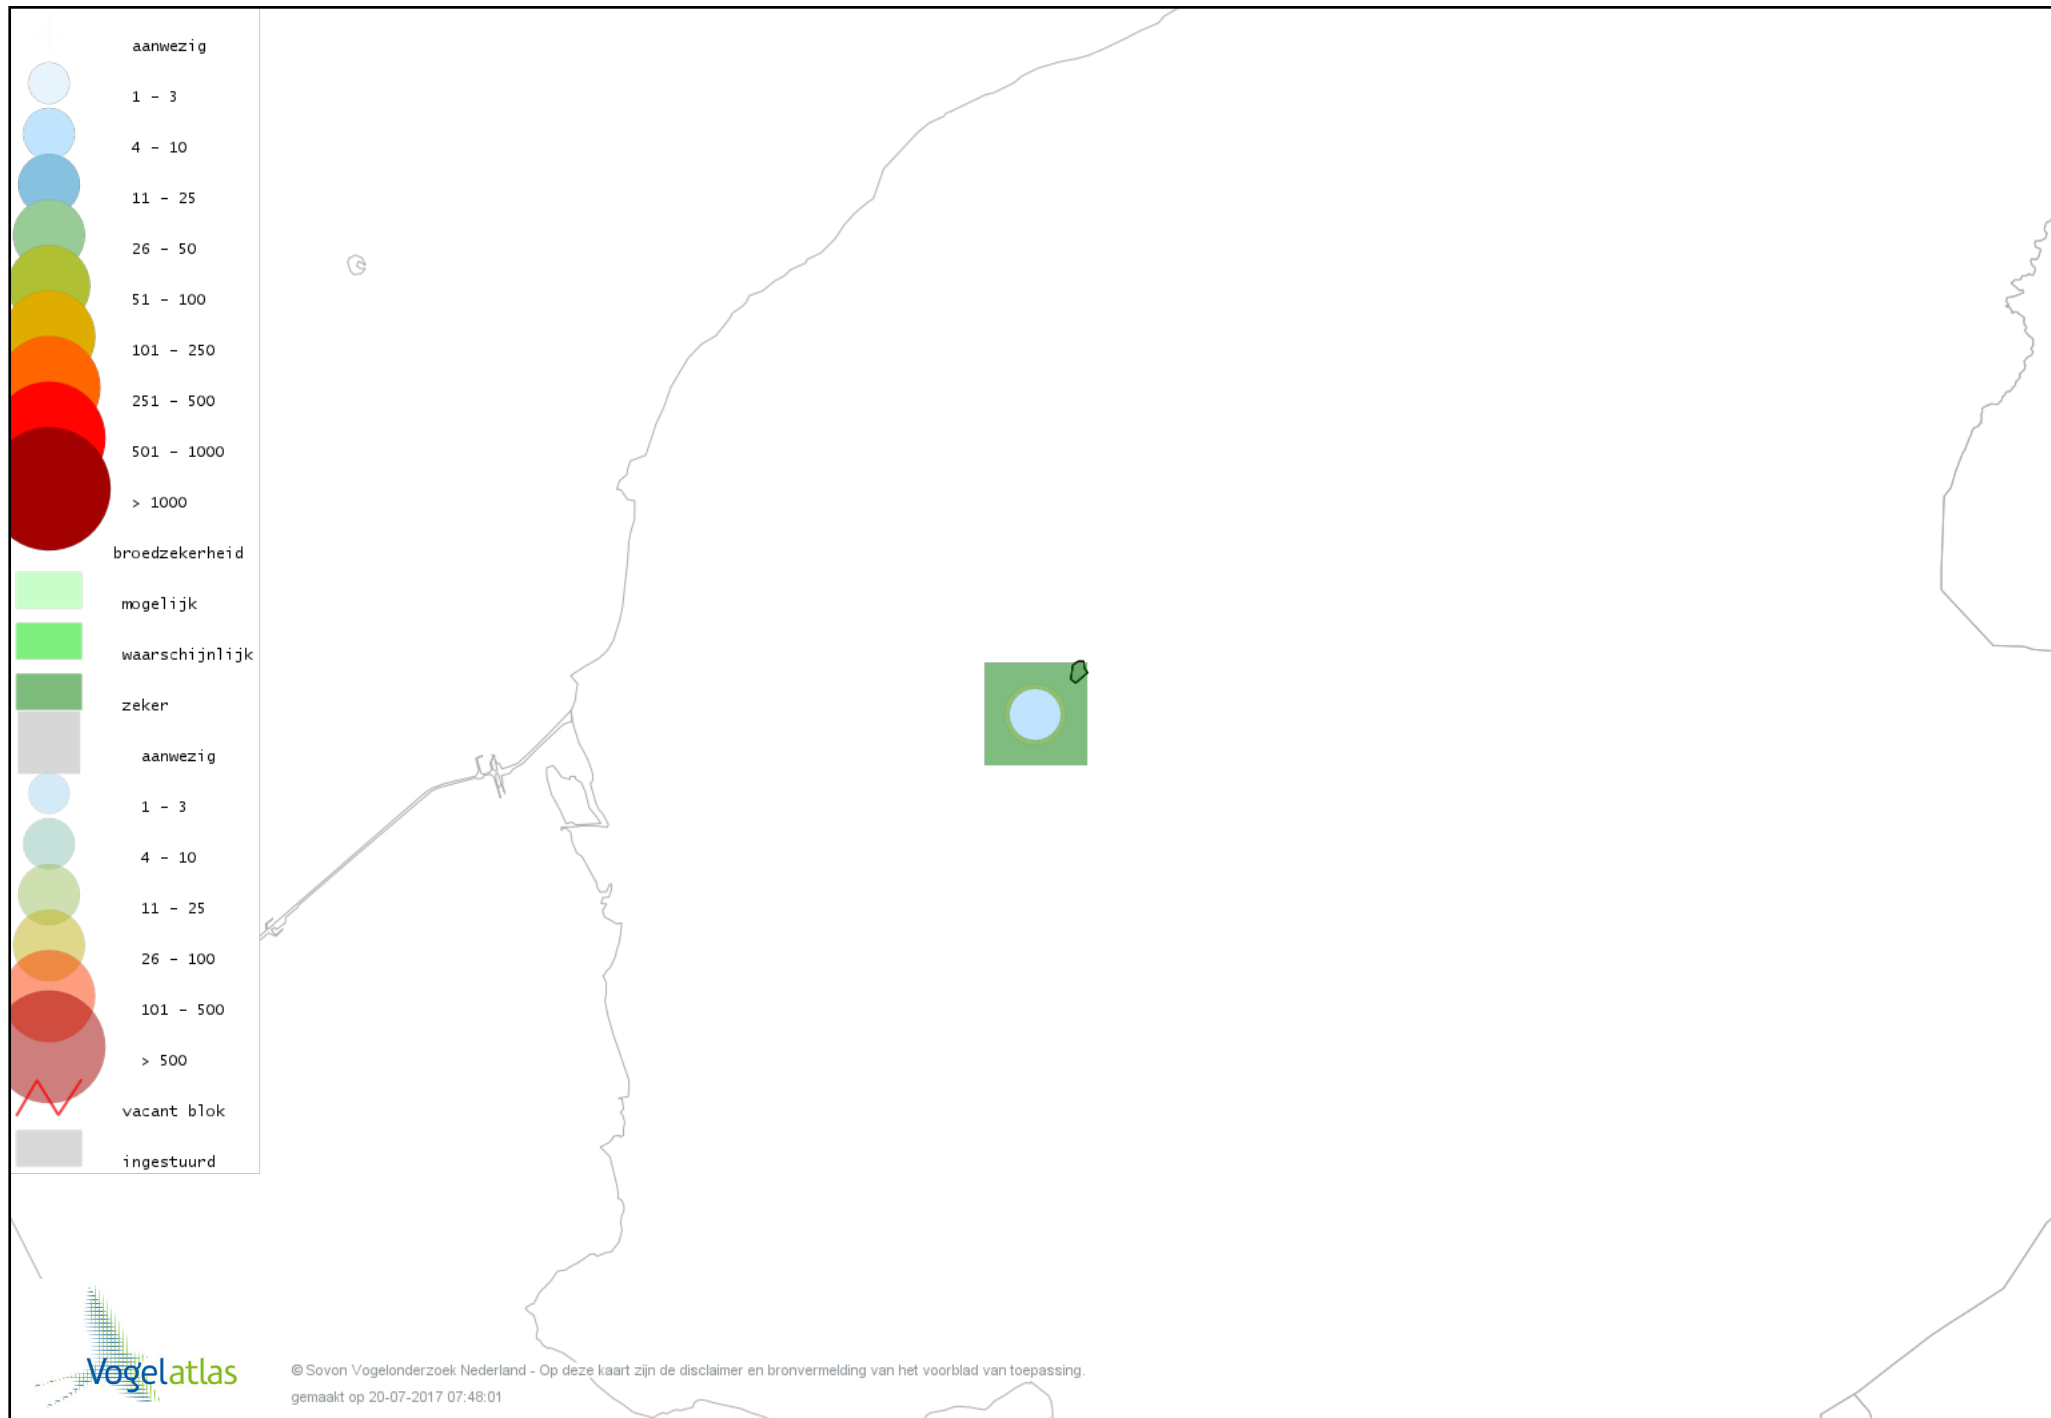 aanwezig
1 - 3
4 - 10
11 - 25
26 - 50
51 - 100
101 - 250
251 - 500
501 - 1000
> 1000
broedzekerheid
mogelijk
waarschijnlijk
zeker
aanwezig
1 - 3
4 - 10
11 - 25
26 - 100
101 - 500
> 500
vacant blok
ingestuurd
Vogelatlas
© Sovon Vogelonderzoek Nederland - Op deze kaart zijn de disclaimer en bronvermelding van het voorblad van toepassing.
gemaakt op 20-07-2017 07:48:01